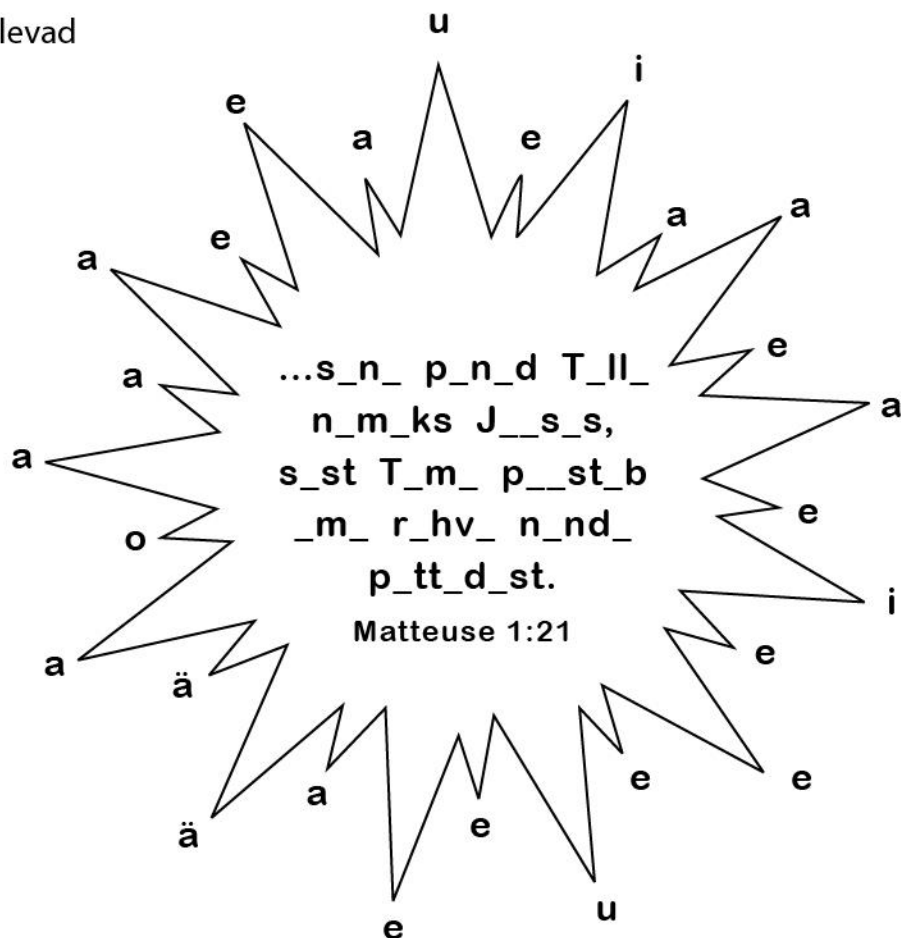 levad
u
i
e
a
e
a
a
e
a
e
a
a
e
a
o
e
i
a
ä
e
e
ä
a
e
u
e
e
...s_n_ p_n_d T_ll_
n_m_ks J__s_s,
s_st T_m_ p__st_b
_m_ r_hv_ n_nd_
p_tt_d_st.
Matteuse 1:21